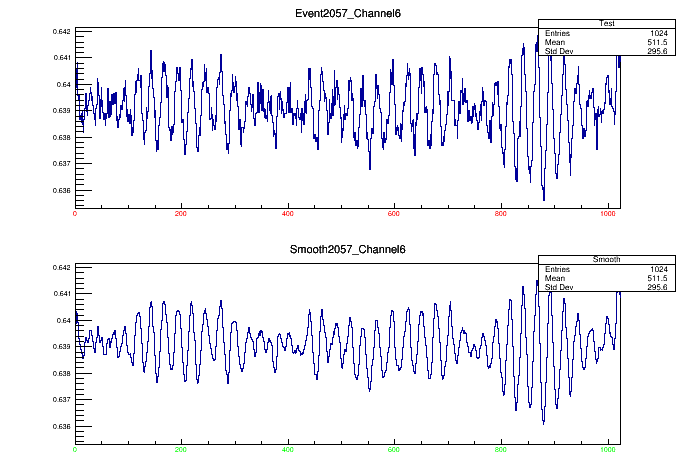 Event2057_Channel6
Test
Entries 1024
Mean 511.5
Std Dev 295.6
0.642
0.641
0.64
0.639
0.638
0.637
0.636
0 200 400 600 800 1000
Smooth2057_Channel6
Smooth
Entries 1024
Mean 511.5
Std Dev 295.6
0.642
0.641
0.64
0.639
0.638
0.637
0.636
0 200 400 600 800 1000